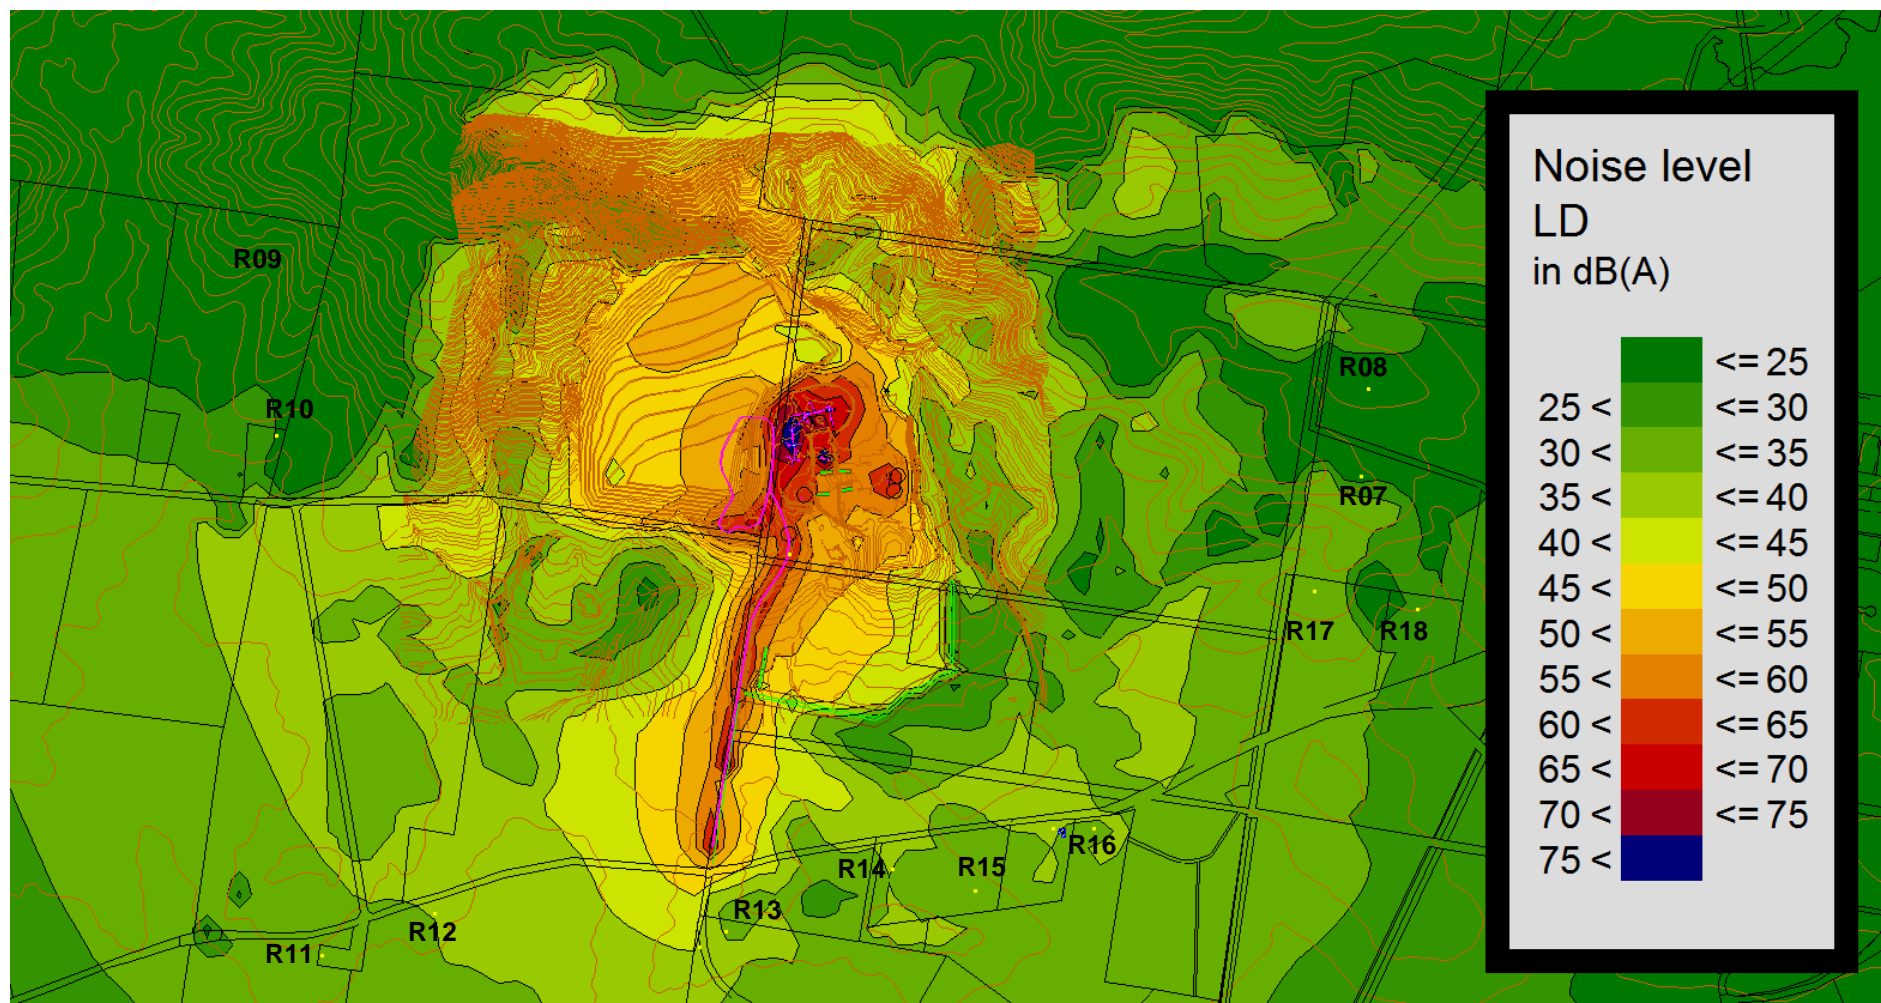 Noise level
LD
in dB(A)
<= 25
25 < <= 30
30 < <= 35
35 < <= 40
40 < <= 45
45 < <= 50
50 < <= 55
55 < <= 60
60 < <= 65
65 < <= 70
70 < <= 75
75 <
R09
R08
R10
R07
R17
R18
R16
R14
R15
R13
R12
R11